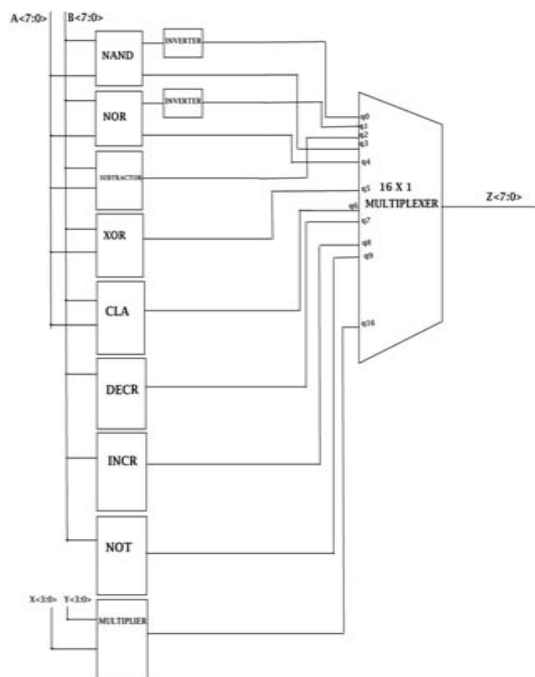 A<7:0> B<7:0>
NAND
INVERTER
NOR
INVERTER
SUBTRACTOR
XOR
CLA
DECR
INCR
NOT
X<3:0> Y<3:0>
MULTIPLIER
q0
q1
q2
q3
q4
q5
q6
q7
q8
q9
q16
16 X 1
MULTIPLEXER
Z<7:0>